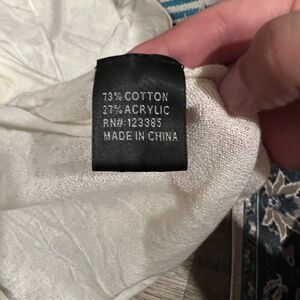 73% COTTON
27% ACRYLIC
RN#:123385
MADE IN CHINA